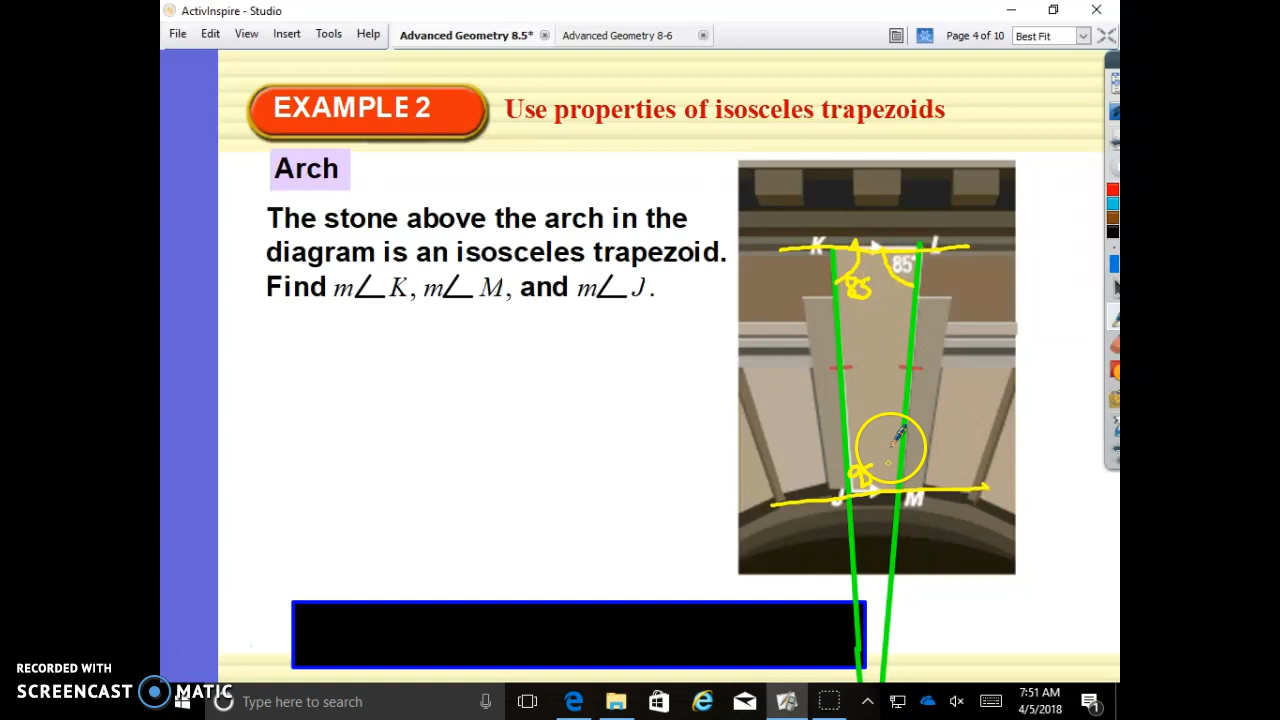 ActivInspire - Studio
File Edit View Insert Tools Help
Advanced Geometry 8.5* Advanced Geometry 8-6
Page 4 of 10 Best Fit
EXAMPLE 2
Use properties of isosceles trapezoids
Arch
The stone above the arch in the
diagram is an isosceles trapezoid.
Find m∠ K, m∠ M, and m∠ J.
K L
85°
85
J M
RECORDED WITH
SCREENCAST MATIC
Type here to search
7:51 AM
4/5/2018
1